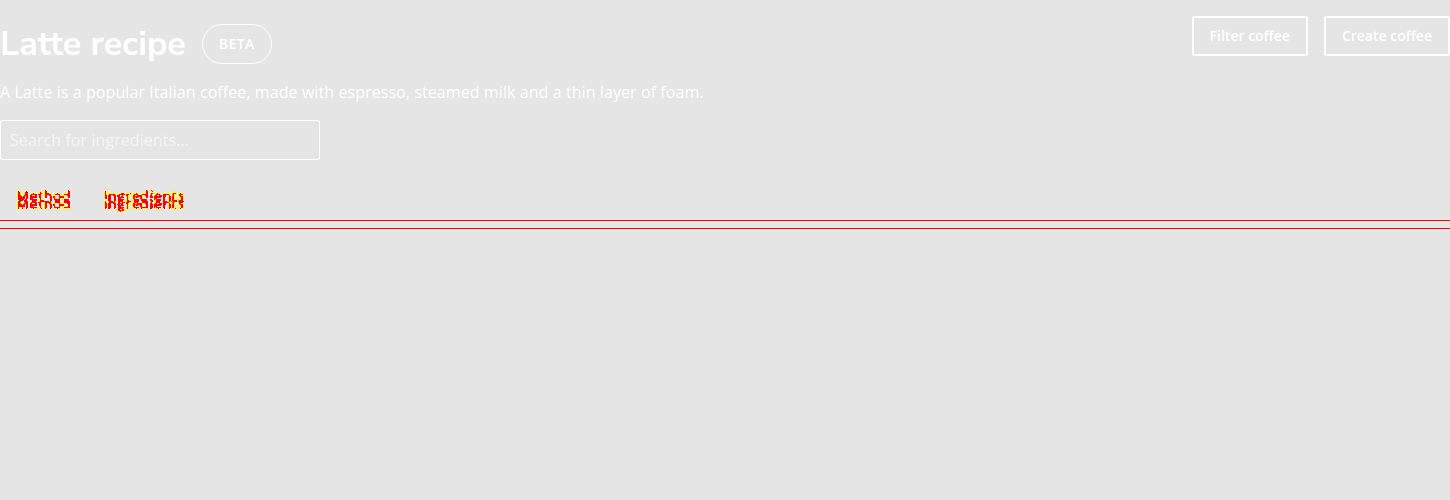 Latte recipe BETA Filter coffee Create coffee
A Latte is a popular Italian coffee, made with espresso, steamed milk and a thin layer of foam.
Search for ingredients...
Method Ingredients